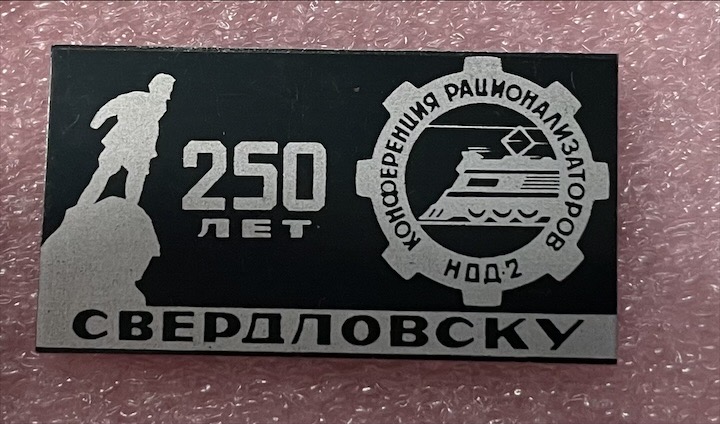 250
ЛЕТ
СВЕРДЛОВСКУ
КОНФЕРЕНЦИЯ РАЦИОНАЛИЗАТОРОВ
НОД-2